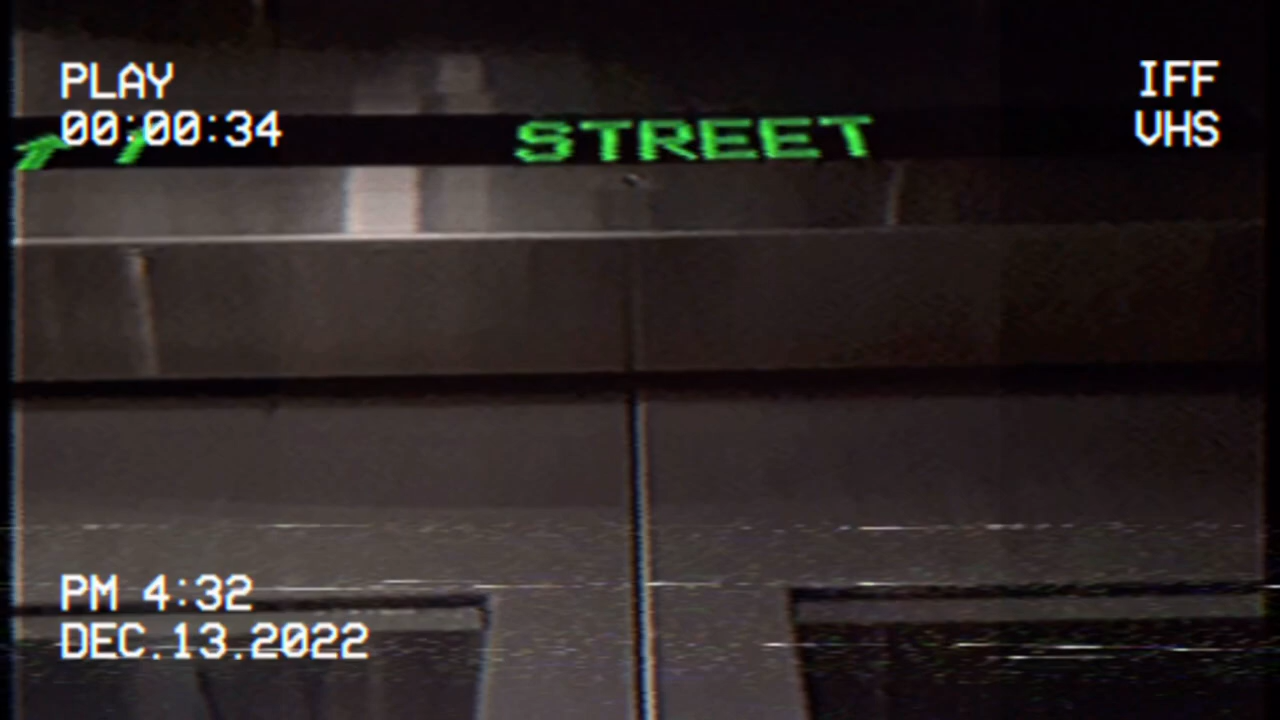 PLAY
00:00:34
IFF
VHS
STREET
PM 4:32
DEC.13.2022